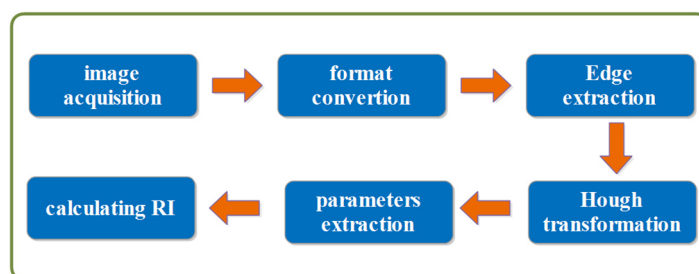 image
acquisition
format
convertion
Edge
extraction
calculating RI
parameters
extraction
Hough
transformation